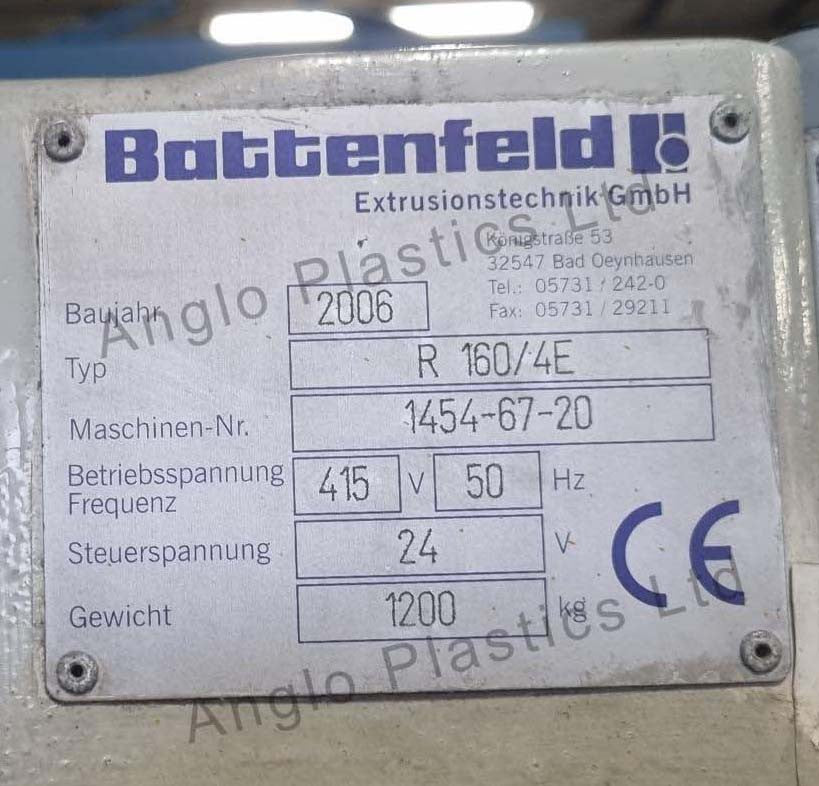 Battenfeld
Extrusionstechnik GmbH
Königstraße 53
32547 Bad Oeynhausen
Tel.: 05731 / 242-0
Fax: 05731 / 29211
Baujahr 2006
Typ R 160/4E
Maschinen-Nr. 1454-67-20
Betriebsspannung
Frequenz 415 V 50 Hz
Steuerspannung 24 V
Gewicht 1200 kg
CE
Anglo Plastics Ltd
Anglo Plastics Ltd